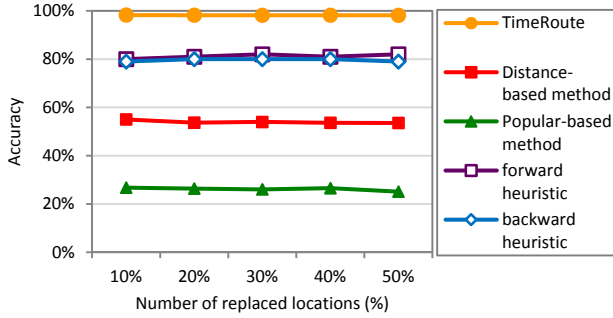 100%
80%
60%
40%
20%
0%
Accuracy
10% 20% 30% 40% 50%
Number of replaced locations (%)
TimeRoute
Distance-
based method
Popular-based
method
forward
heuristic
backward
heuristic